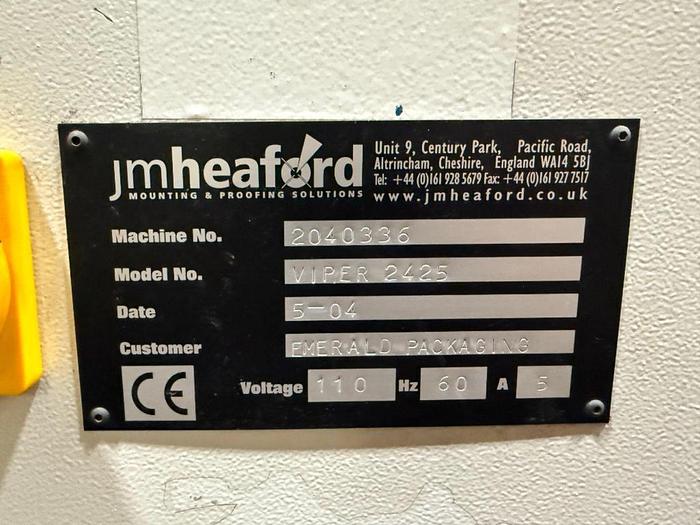 jmheaford
MOUNTING & PROOFING SOLUTIONS
Unit 9, Century Park, Pacific Road,
Altrincham, Cheshire, England WA14 5BJ
Tel: +44 (0)161 928 5679 Fax: +44 (0)161 927 7517
www.jmheaford.co.uk
Machine No. 2040336
Model No. VIPER 2425
Date 5-04
Customer EMERALD PACKAGING
CE Voltage 110 Hz 60 A 5